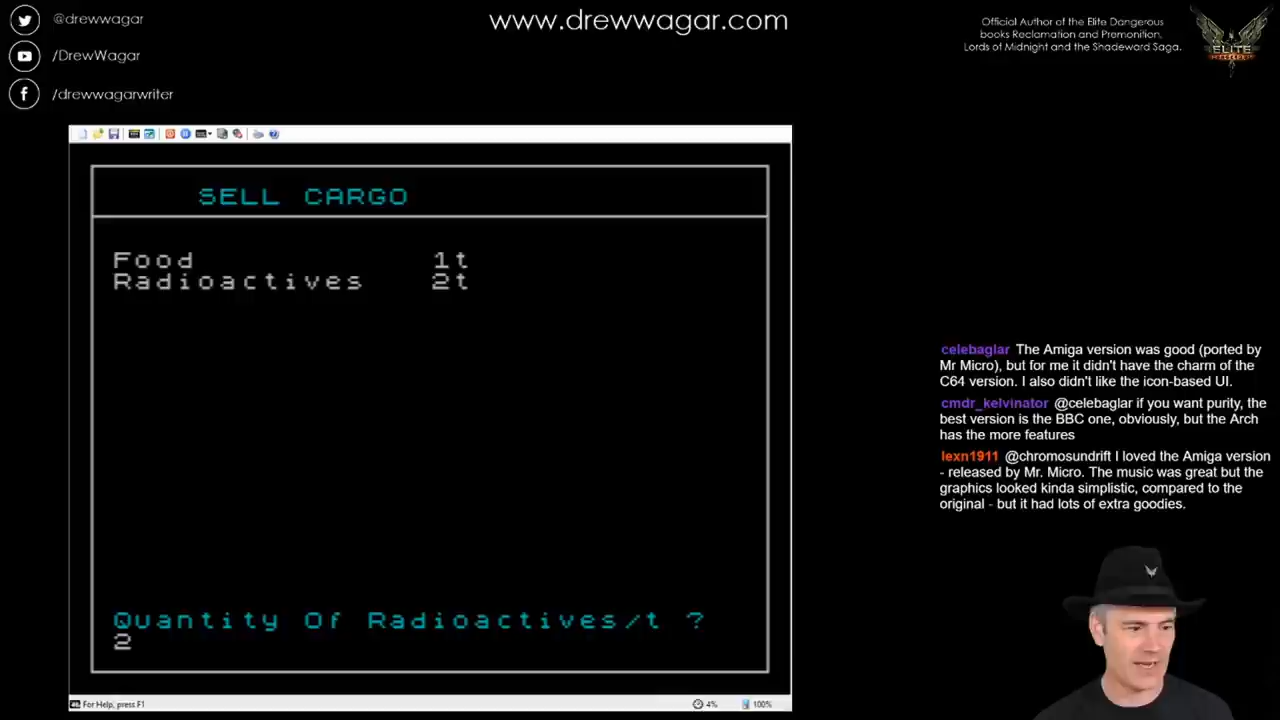 @drewwagar
/DrewWagar
/drewwagarwriter
www.drewwagar.com
Official Author of the Elite Dangerous
books Reclamation and Premonition,
Lords of Midnight and the Shadeward Saga.
ELITE
SELL CARGO
Food 1t
Radioactives 2t
Quantity Of Radioactives/t ?
2
For Help, press F1
4%
100%
celebaglar The Amiga version was good (ported by
Mr Micro), but for me it didn't have the charm of the
C64 version. I also didn't like the icon-based UI.
cmdr_kelvinator @celebaglar if you want purity, the
best version is the BBC one, obviously, but the Arch
has the more features
lexn1911 @chromosundrift I loved the Amiga version
- released by Mr. Micro. The music was great but the
graphics looked kinda simplistic, compared to the
original - but it had lots of extra goodies.